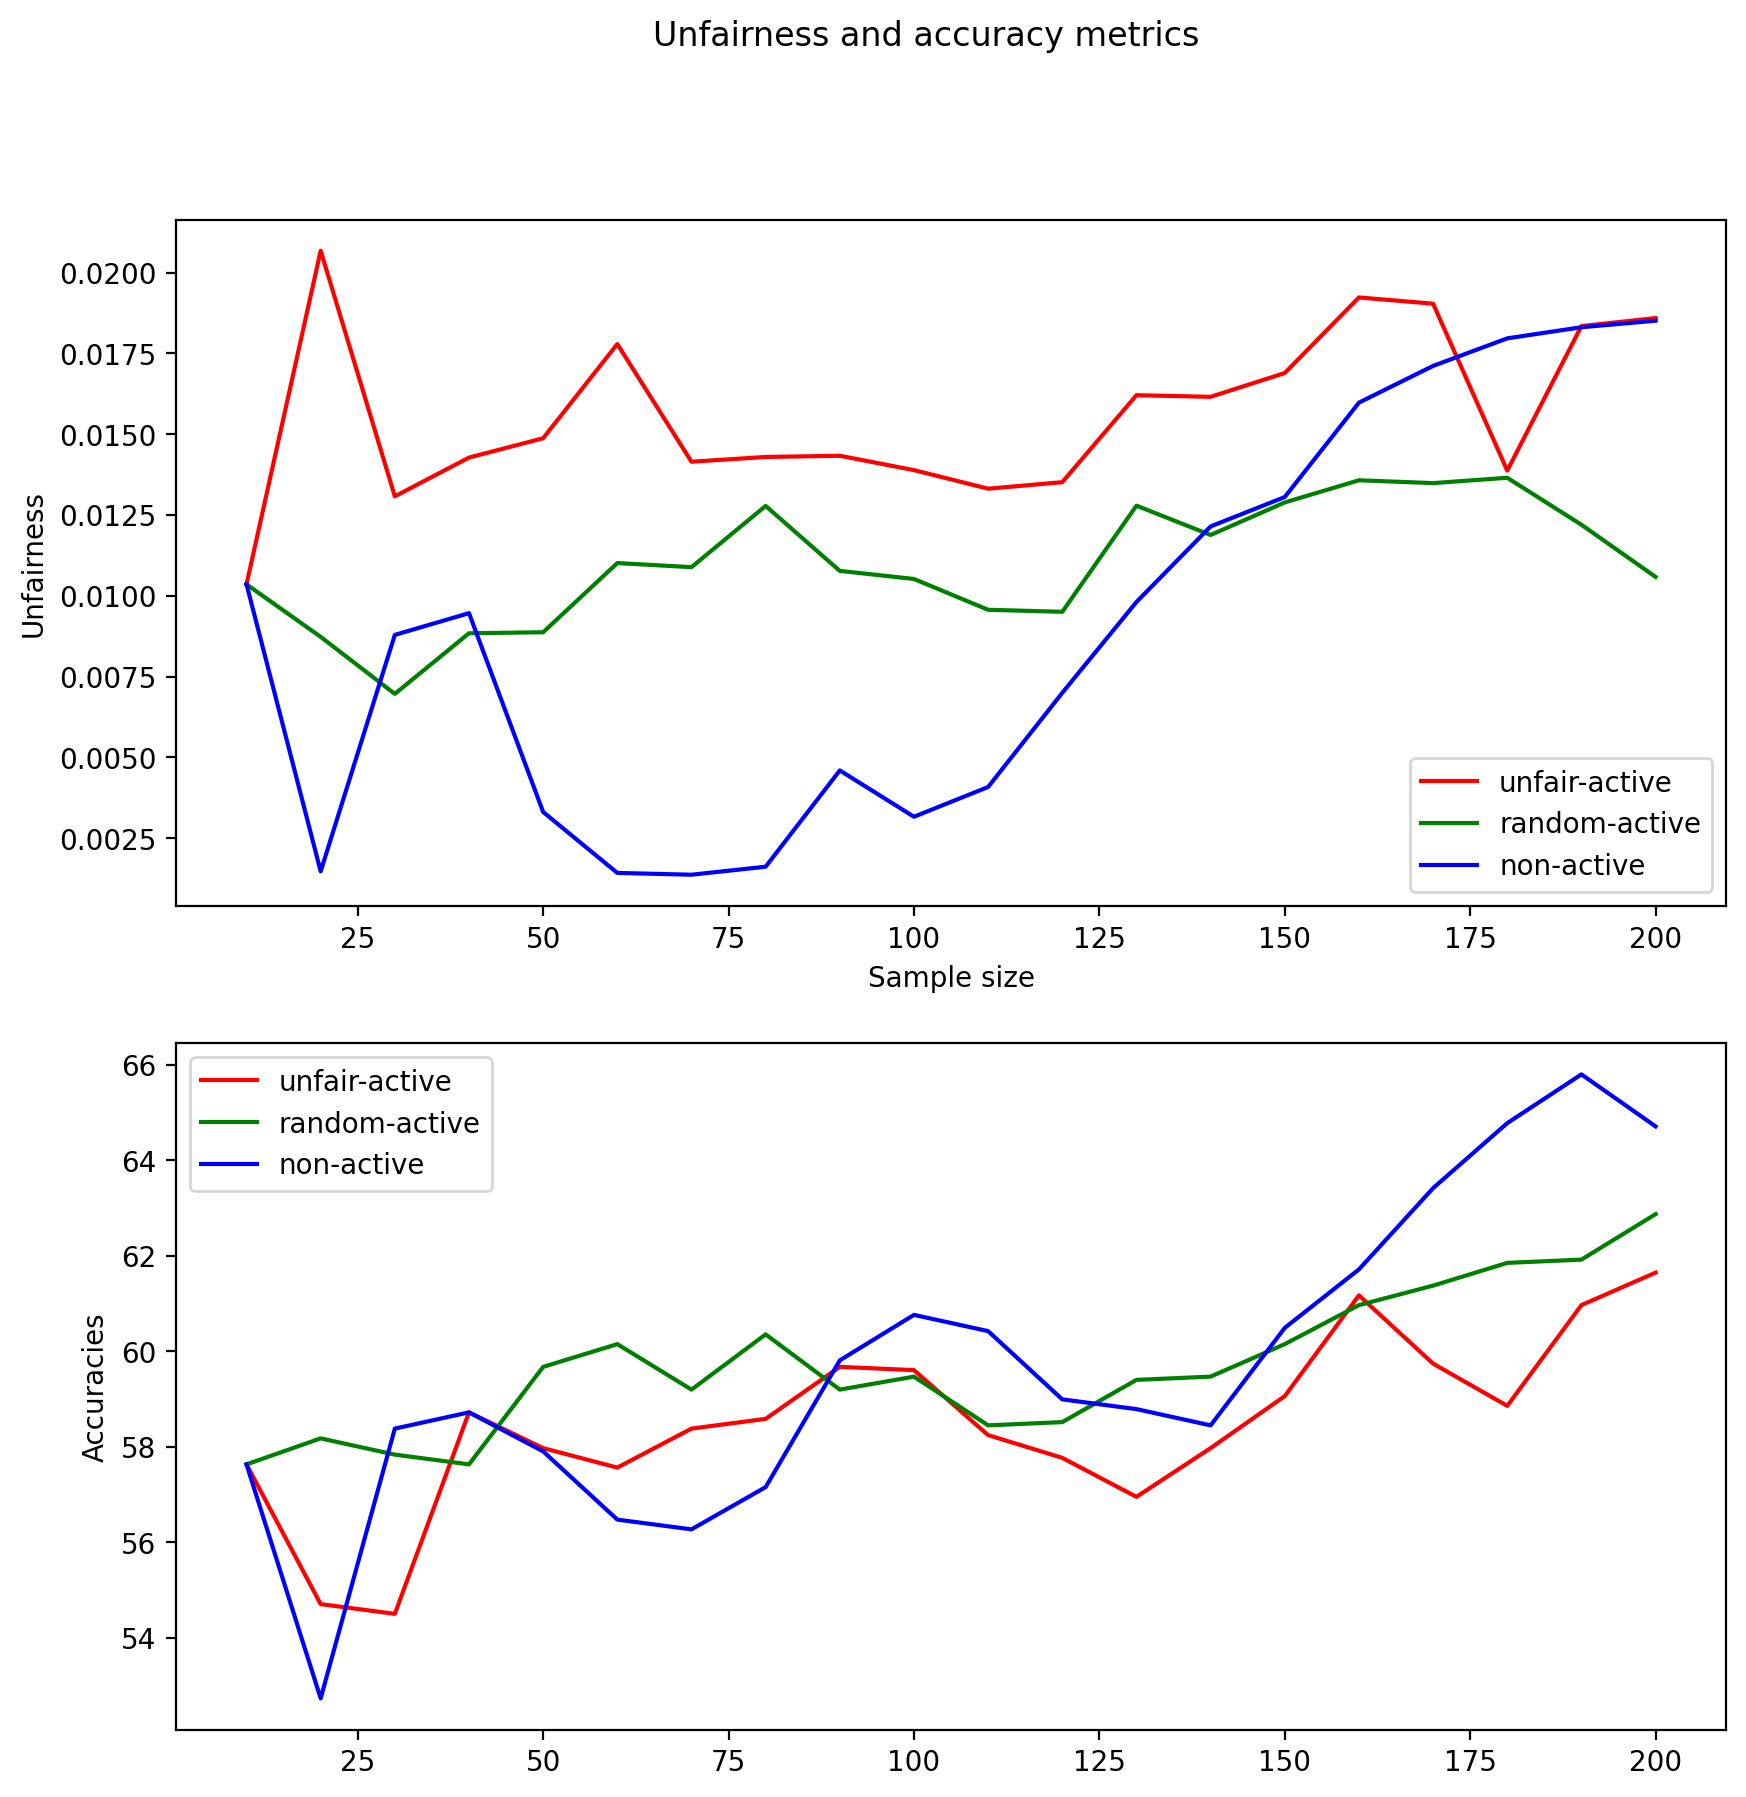 Unfairness and accuracy metrics
0.0200
0.0175
0.0150
0.0125
0.0100
0.0075
0.0050
0.0025
Unfairness
unfair-active
random-active
non-active
25 50 75 100 125 150 175 200
Sample size
66
64
62
60
58
56
54
Accuracies
unfair-active
random-active
non-active
25 50 75 100 125 150 175 200